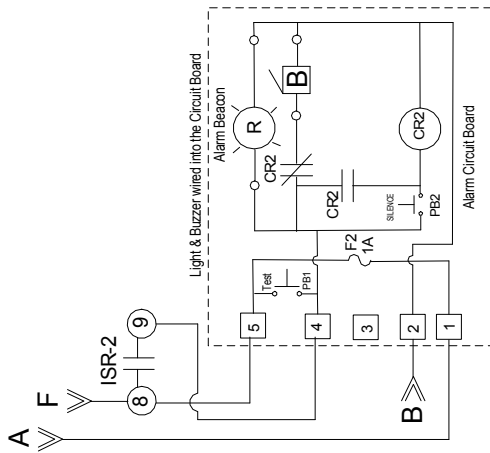 Light & Buzzer wired into the Circuit Board
Alarm Beacon
R
CR2
B
CR2
CR2
SILENCE
PB2
F2
1A
Test
PB1
Alarm Circuit Board
5
4
3
2
1
ISR-2
8
9
F
A
B